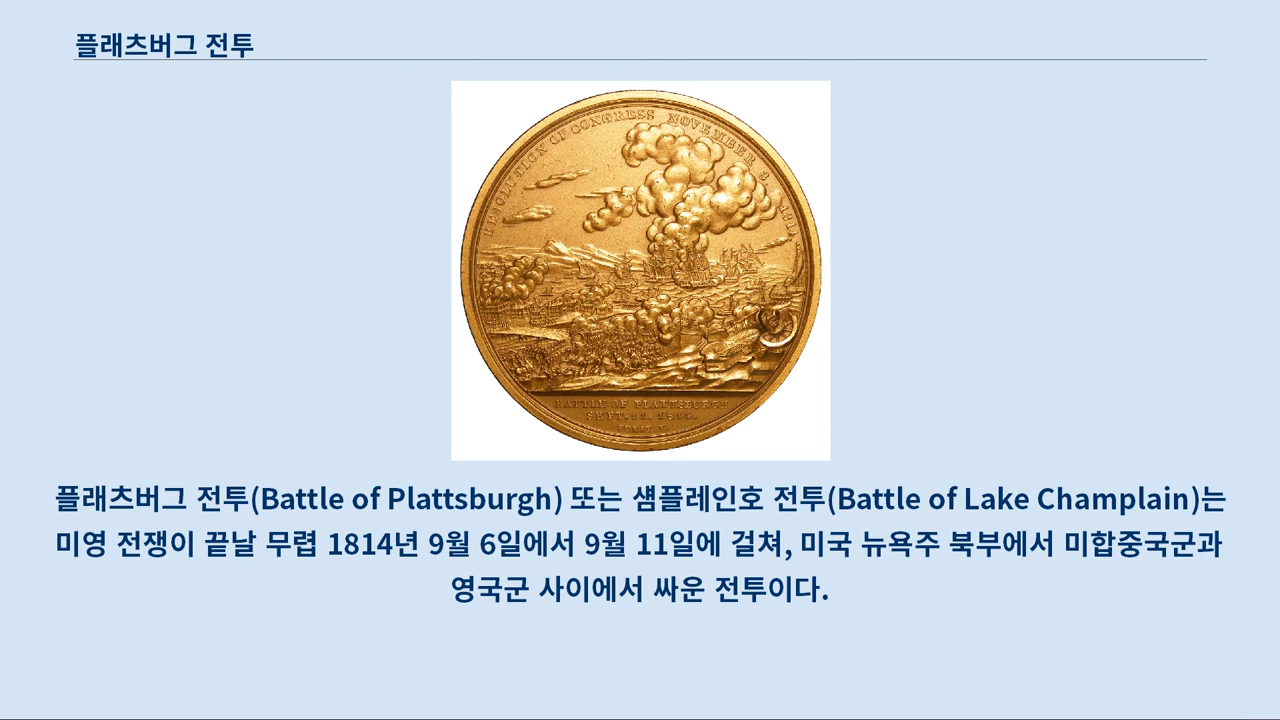 플래츠버그 전투
RESOLUTION OF CONGRESS NOVEMBER 3 1814
BATTLE OF PLATTSBURGH
SEPT. 11. 1814.
FURST F.
플래츠버그 전투(Battle of Plattsburgh) 또는 섐플레인호 전투(Battle of Lake Champlain)는
미영 전쟁이 끝날 무렵 1814년 9월 6일에서 9월 11일에 걸쳐, 미국 뉴욕주 북부에서 미합중국군과
영국군 사이에서 싸운 전투이다.